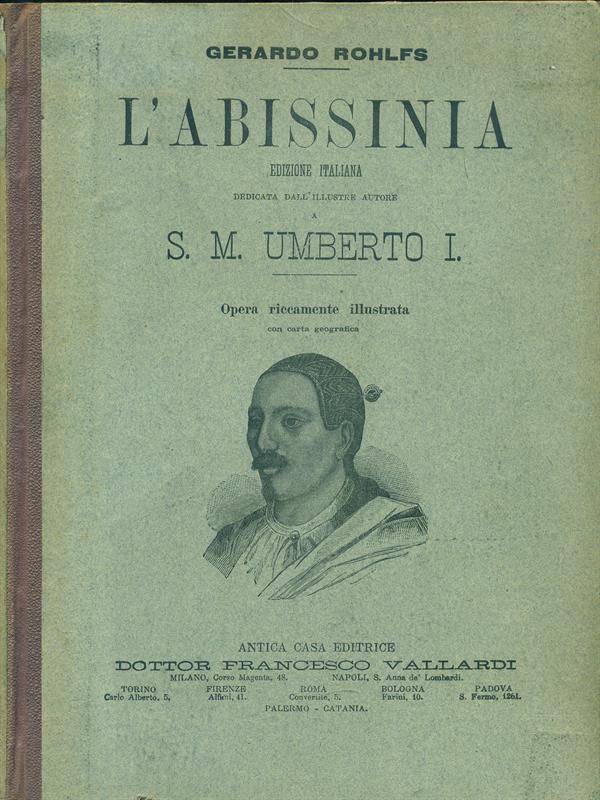 GERARDO ROHLFS
L'ABISSINIA
EDIZIONE ITALIANA
DEDICATA DALL'ILLUSTRE AUTORE
A
S. M. UMBERTO I.
Opera riccamente illustrata
con carta geografica
ANTICA CASA EDITRICE
DOTTOR FRANCESCO VALLARDI
MILANO, Corso Magenta, 48. NAPOLI, S. Anna de' Lombardi.
TORINO FIRENZE ROMA BOLOGNA PADOVA
Carlo Alberto, 5. Alfani, 41. Convertite, 5. Farini, 10. S. Fermo, 1261.
PALERMO - CATANIA.